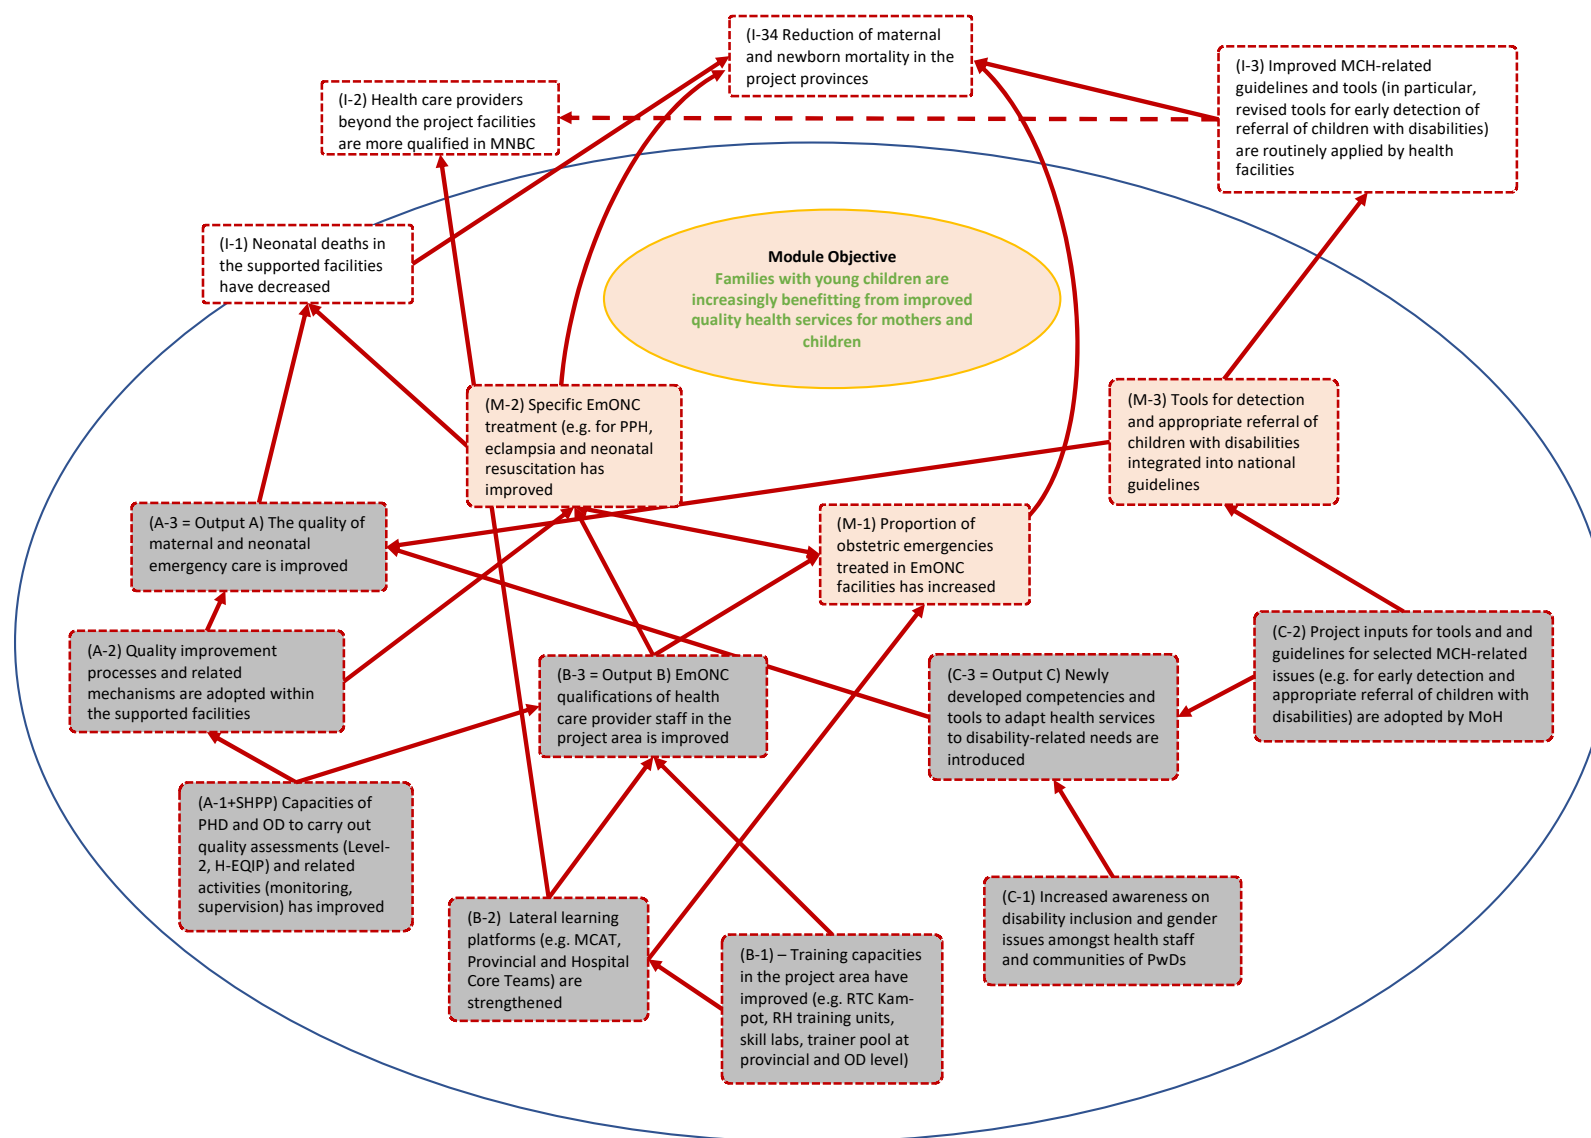 (I-34 Reduction of maternal
and newborn mortality in the
project provinces
(I-2) Health care providers
beyond the project facilities
are more qualified in MNBC
(I-3) Improved MCH-related
guidelines and tools (in particular,
revised tools for early detection of
referral of children with disabilities)
are routinely applied by health
facilities
(I-1) Neonatal deaths in
the supported facilities
have decreased
Module Objective
Families with young children are
increasingly benefitting from improved
quality health services for mothers and
children
(M-2) Specific EmONC
treatment (e.g. for PPH,
eclampsia and neonatal
resuscitation has
improved
(M-3) Tools for detection
and appropriate referral of
children with disabilities
integrated into national
guidelines
(A-3 = Output A) The quality of
maternal and neonatal
emergency care is improved
(M-1) Proportion of
obstetric emergencies
treated in EmONC
facilities has increased
(A-2) Quality improvement
processes and related
mechanisms are adopted within
the supported facilities
(B-3 = Output B) EmONC
qualifications of health
care provider staff in the
project area is improved
(C-3 = Output C) Newly
developed competencies and
tools to adapt health services
to disability-related needs are
introduced
(C-2) Project inputs for tools and and
guidelines for selected MCH-related
issues (e.g. for early detection and
appropriate referral of children with
disabilities) are adopted by MoH
(A-1+SHPP) Capacities of
PHD and OD to carry out
quality assessments (Level-
2, H-EQIP) and related
activities (monitoring,
supervision) has improved
(B-2) Lateral learning
platforms (e.g. MCAT,
Provincial and Hospital
Core Teams) are
strengthened
(B-1) – Training capacities
in the project area have
improved (e.g. RTC Kam-
pot, RH training units,
skill labs, trainer pool at
provincial and OD level)
(C-1) Increased awareness on
disability inclusion and gender
issues amongst health staff
and communities of PwDs